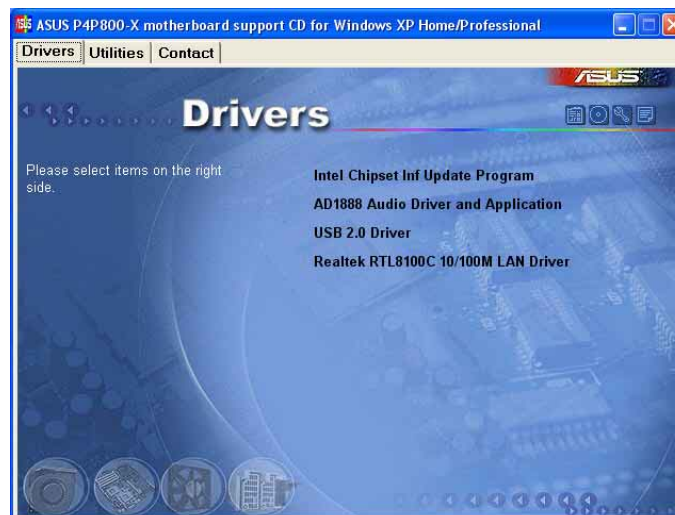 ASUS P4P800-X motherboard support CD for Windows XP Home/Professional
Drivers Utilities Contact
ASUS
Drivers
Please select items on the right
side.
Intel Chipset Inf Update Program
AD1888 Audio Driver and Application
USB 2.0 Driver
Realtek RTL8100C 10/100M LAN Driver